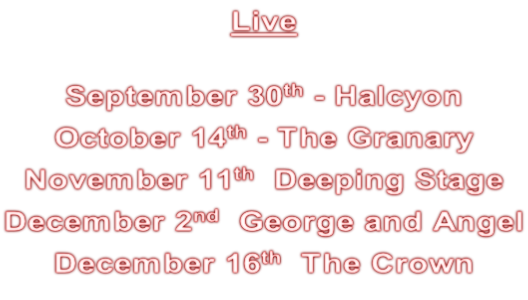 Live
September 30th - Halcyon
October 14th - The Granary
November 11th  Deeping Stage
December 2nd  George and Angel
December 16th  The Crown